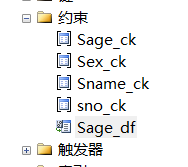 约束
Sage_ck
Sex_ck
Sname_ck
sno_ck
Sage_df
触发器